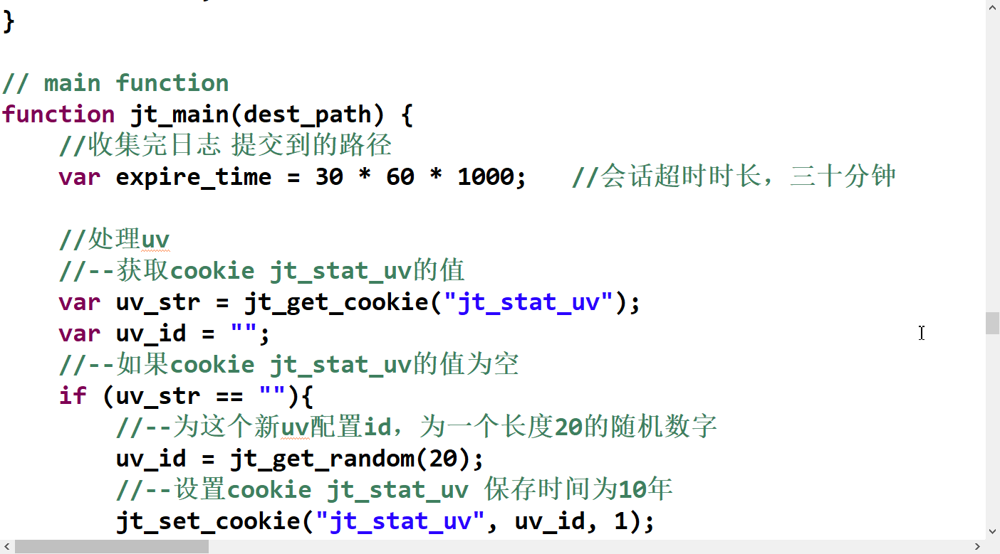 }
// main function
function jt_main(dest_path) {
//收集完日志 提交到的路径
var expire_time = 30 * 60 * 1000;   //会话超时时长，三十分钟
//处理uv
//--获取cookie jt_stat_uv的值
var uv_str = jt_get_cookie("jt_stat_uv");
var uv_id = "";
//--如果cookie jt_stat_uv的值为空
if (uv_str == ""){
//--为这个新uv配置id，为一个长度20的随机数字
uv_id = jt_get_random(20);
//--设置cookie jt_stat_uv 保存时间为10年
jt_set_cookie("jt_stat_uv", uv_id, 1);